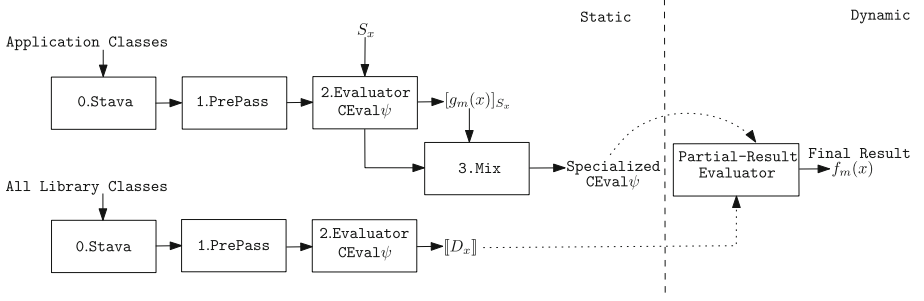 Static
Dynamic
Application Classes
S_x
0.Stava
1.PrePass
2.Evaluator
CEvalψ
[g_m(x)]_{S_x}
3.Mix
Specialized
CEvalψ
Partial-Result
Evaluator
Final Result
f_m(x)
All Library Classes
0.Stava
1.PrePass
2.Evaluator
CEvalψ
⟦D_x⟧